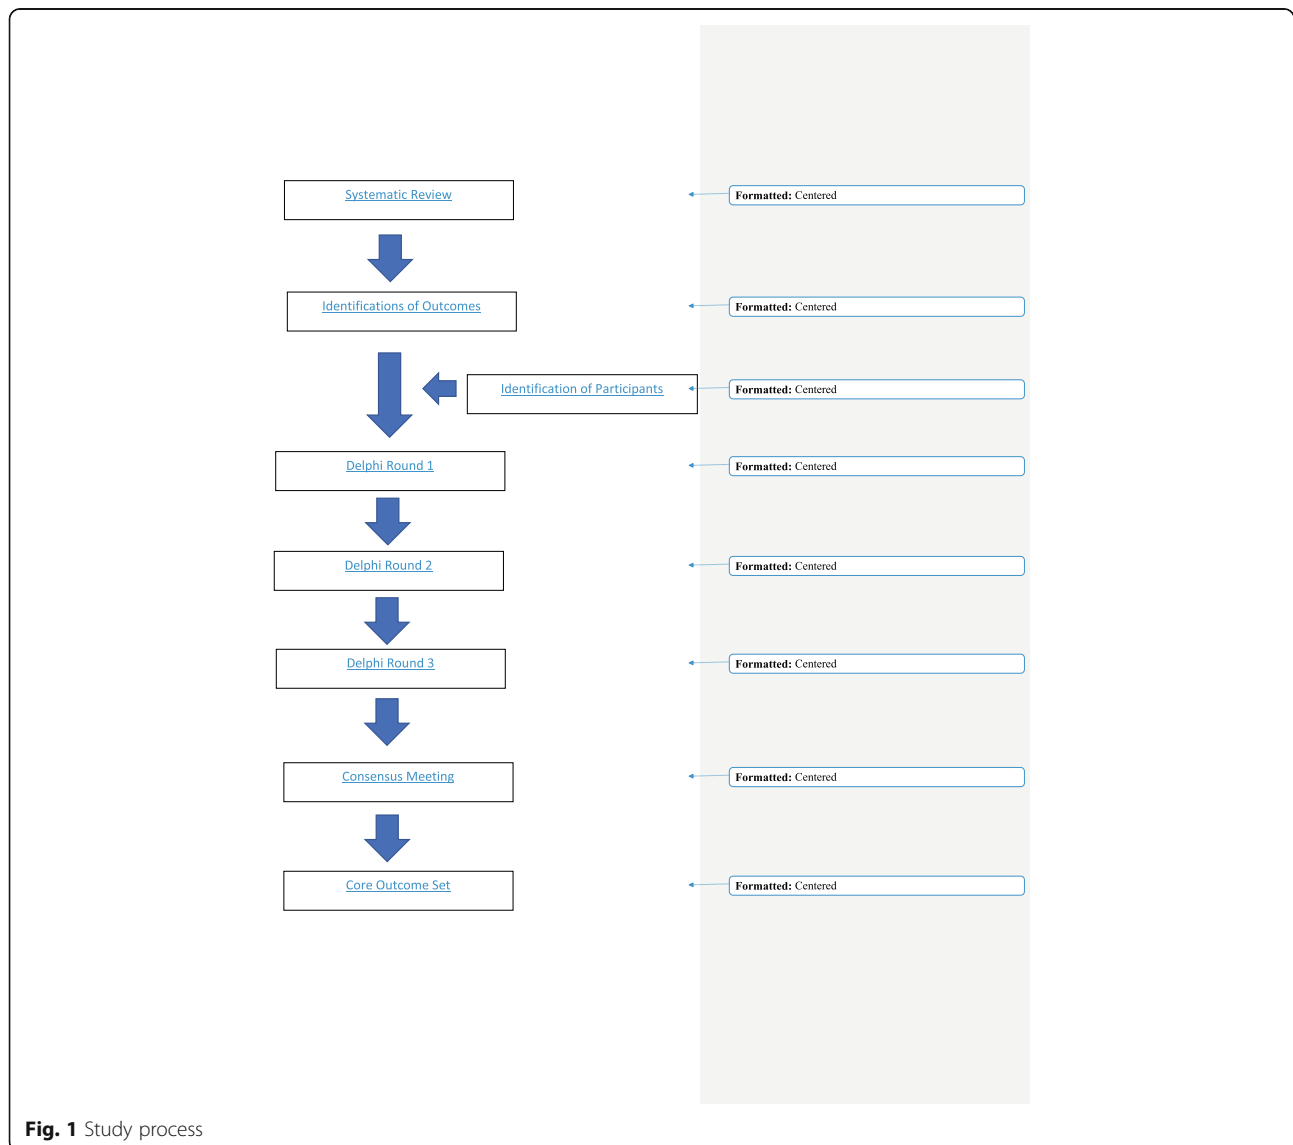 Systematic Review
Formatted: Centered
Identifications of Outcomes
Formatted: Centered
Identification of Participants
Formatted: Centered
Delphi Round 1
Formatted: Centered
Delphi Round 2
Formatted: Centered
Delphi Round 3
Formatted: Centered
Consensus Meeting
Formatted: Centered
Core Outcome Set
Formatted: Centered
Fig. 1 Study process